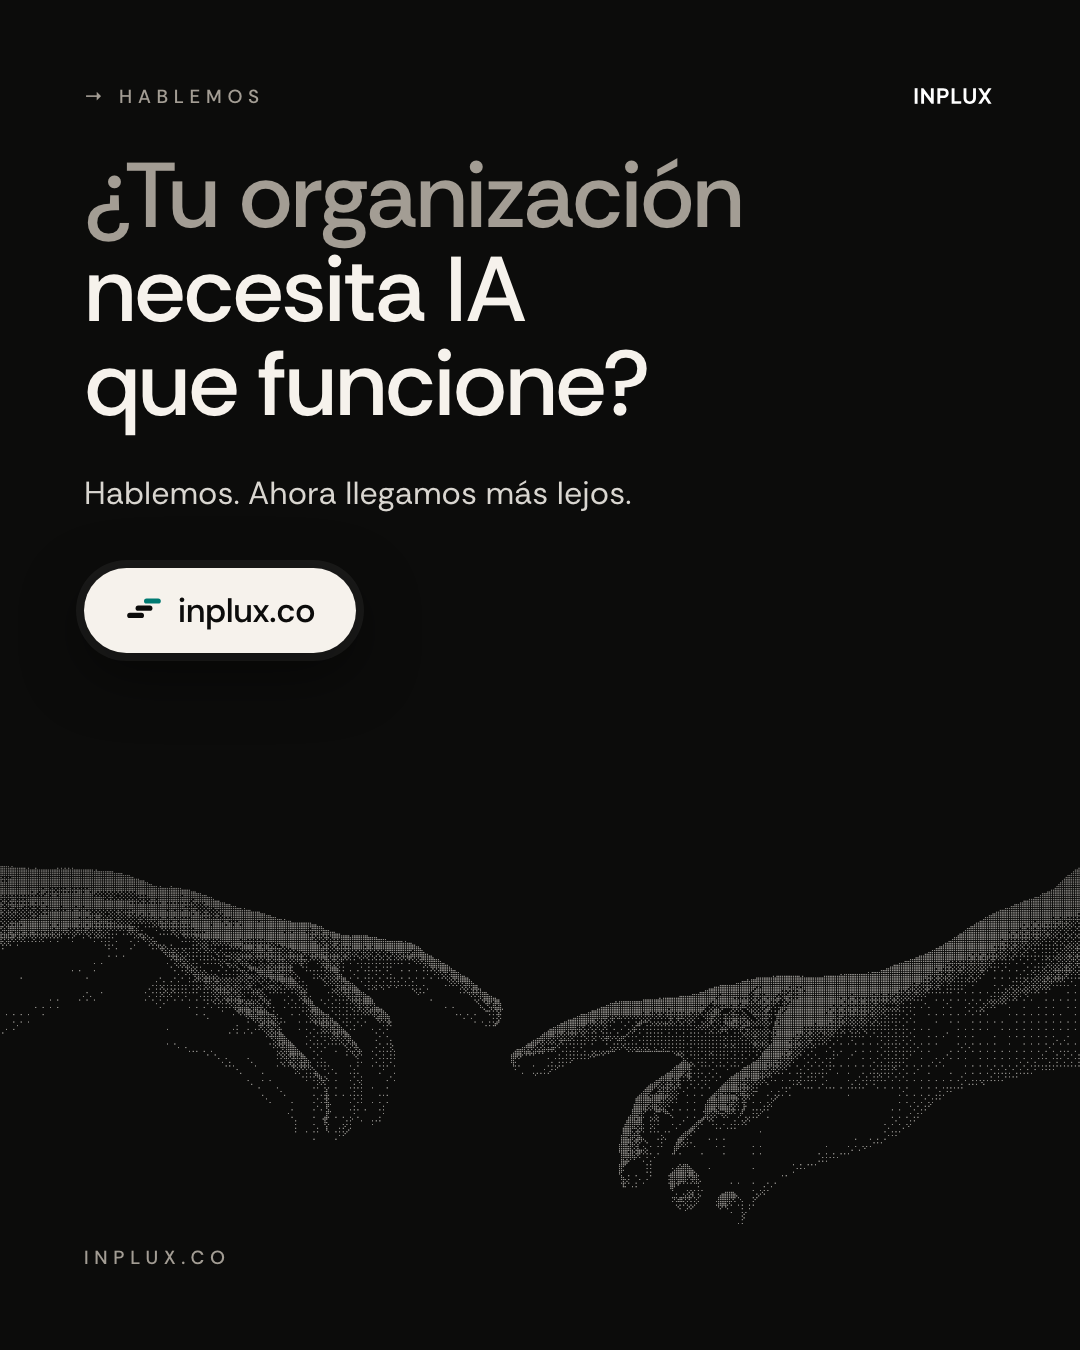 → HABLEMOS
INPLUX
¿Tu organización
necesita IA
que funcione?
Hablemos. Ahora llegamos más lejos.
inplux.co
INPLUX.CO